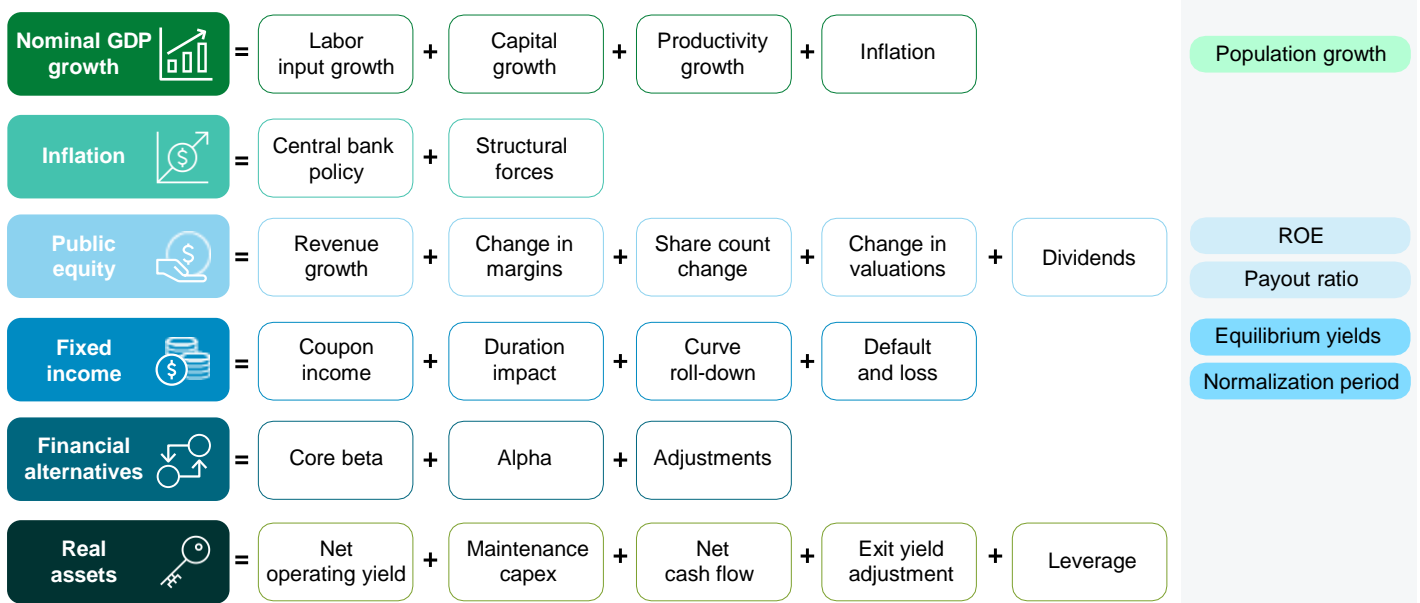 Nominal GDP
growth
=
Labor
input growth
+
Capital
growth
+
Productivity
growth
+
Inflation
Population growth
Inflation
$
=
Central bank
policy
+
Structural
forces
Public
equity
$
=
Revenue
growth
+
Change in
margins
+
Share count
change
+
Change in
valuations
+
Dividends
ROE
Payout ratio
Fixed
income
$
=
Coupon
income
+
Duration
impact
+
Curve
roll-down
+
Default
and loss
Equilibrium yields
Normalization period
Financial
alternatives
=
Core beta
+
Alpha
+
Adjustments
Real
assets
=
Net
operating yield
+
Maintenance
capex
+
Net
cash flow
+
Exit yield
adjustment
+
Leverage